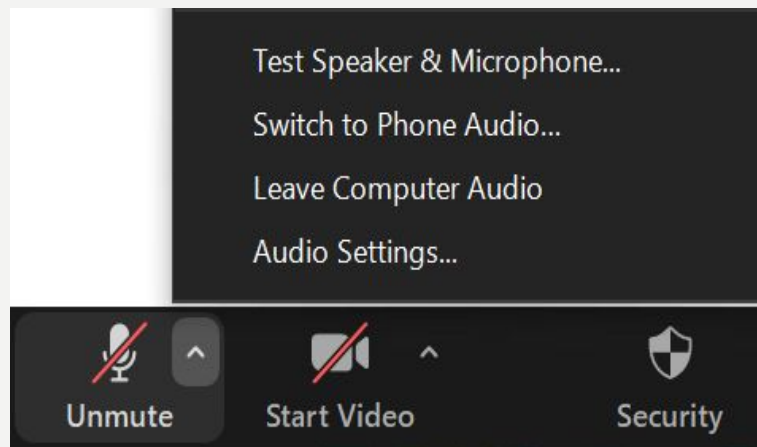 Test Speaker & Microphone...
Switch to Phone Audio...
Leave Computer Audio
Audio Settings...
Unmute
Start Video
Security